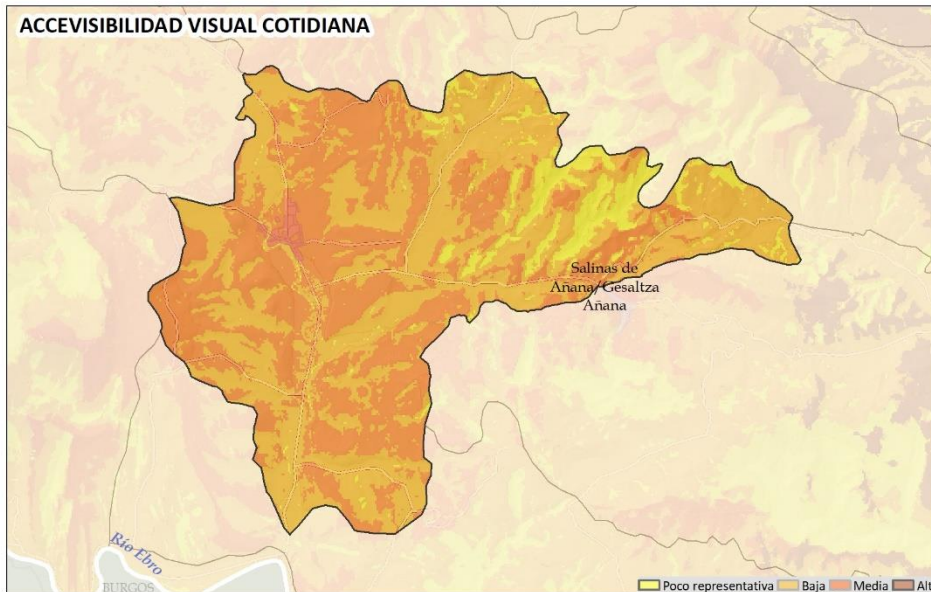 ACCEVISIBILIDAD VISUAL COTIDIANA
Salinas de
Añana/Gesaltza
Añana
Río Ebro
BURGOS
Poco representativa Baja Media Alt